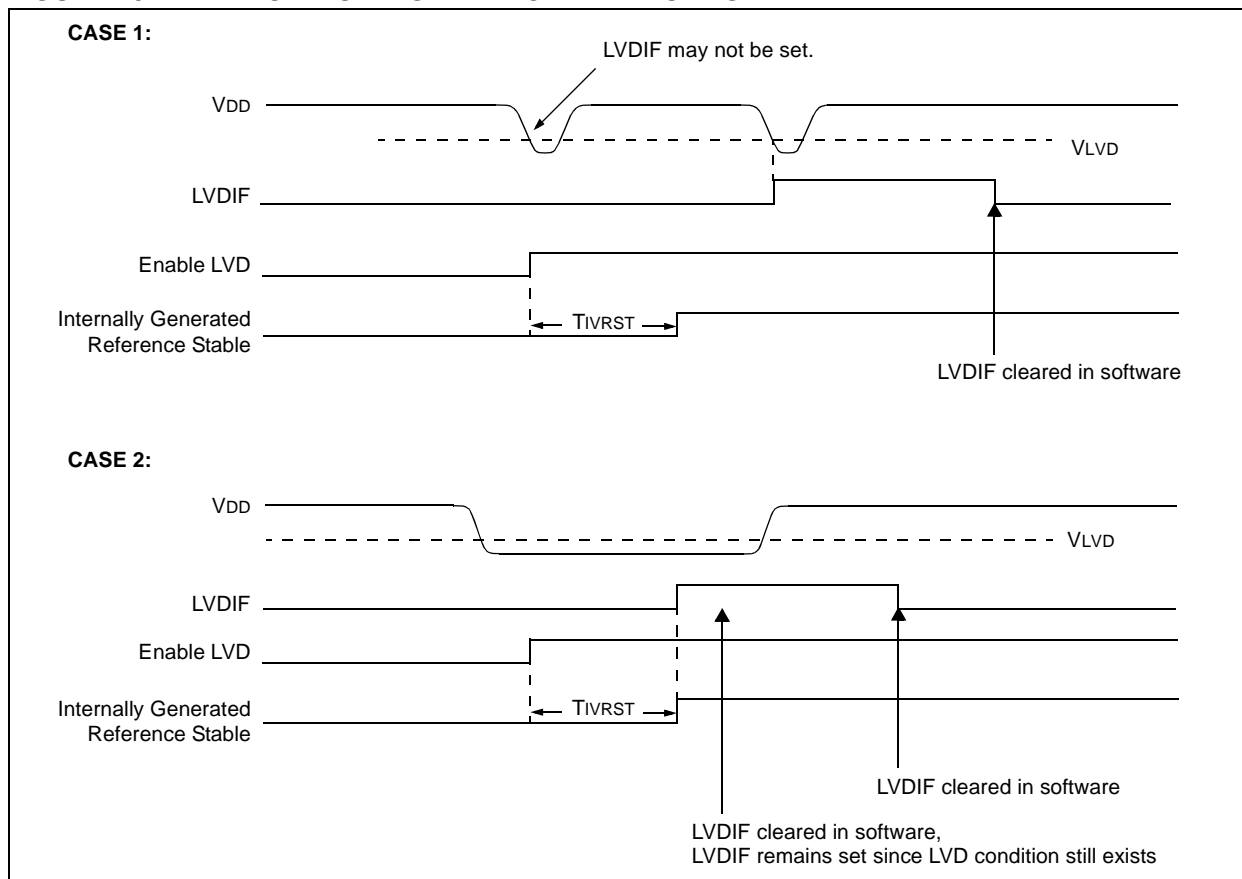 CASE 1:
LVDIF may not be set.
VDD
VLVD
LVDIF
Enable LVD
Internally Generated
Reference Stable
TIVRST
LVDIF cleared in software
CASE 2:
VDD
VLVD
LVDIF
Enable LVD
Internally Generated
Reference Stable
TIVRST
LVDIF cleared in software
LVDIF cleared in software,
LVDIF remains set since LVD condition still exists